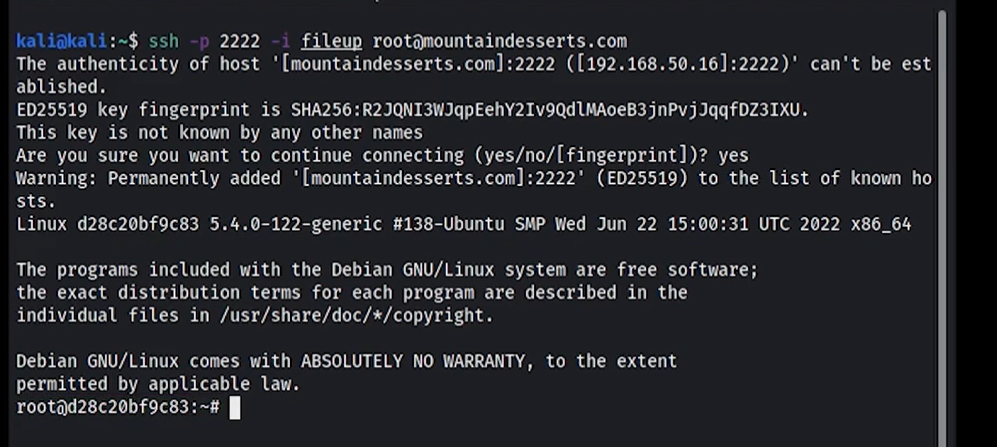 kali@kali:~$ ssh -p 2222 -i fileup root@mountaindesserts.com
The authenticity of host '[mountaindesserts.com]:2222 ([192.168.50.16]:2222)' can't be est
ablished.
ED25519 key fingerprint is SHA256:R2JQNI3WJqpEehY2Iv9QdlMAoeB3jnPvjJqqfDZ3IXU.
This key is not known by any other names
Are you sure you want to continue connecting (yes/no/[fingerprint])? yes
Warning: Permanently added '[mountaindesserts.com]:2222' (ED25519) to the list of known ho
sts.
Linux d28c20bf9c83 5.4.0-122-generic #138-Ubuntu SMP Wed Jun 22 15:00:31 UTC 2022 x86_64
The programs included with the Debian GNU/Linux system are free software;
the exact distribution terms for each program are described in the
individual files in /usr/share/doc/*/copyright.
Debian GNU/Linux comes with ABSOLUTELY NO WARRANTY, to the extent
permitted by applicable law.
root@d28c20bf9c83:~#